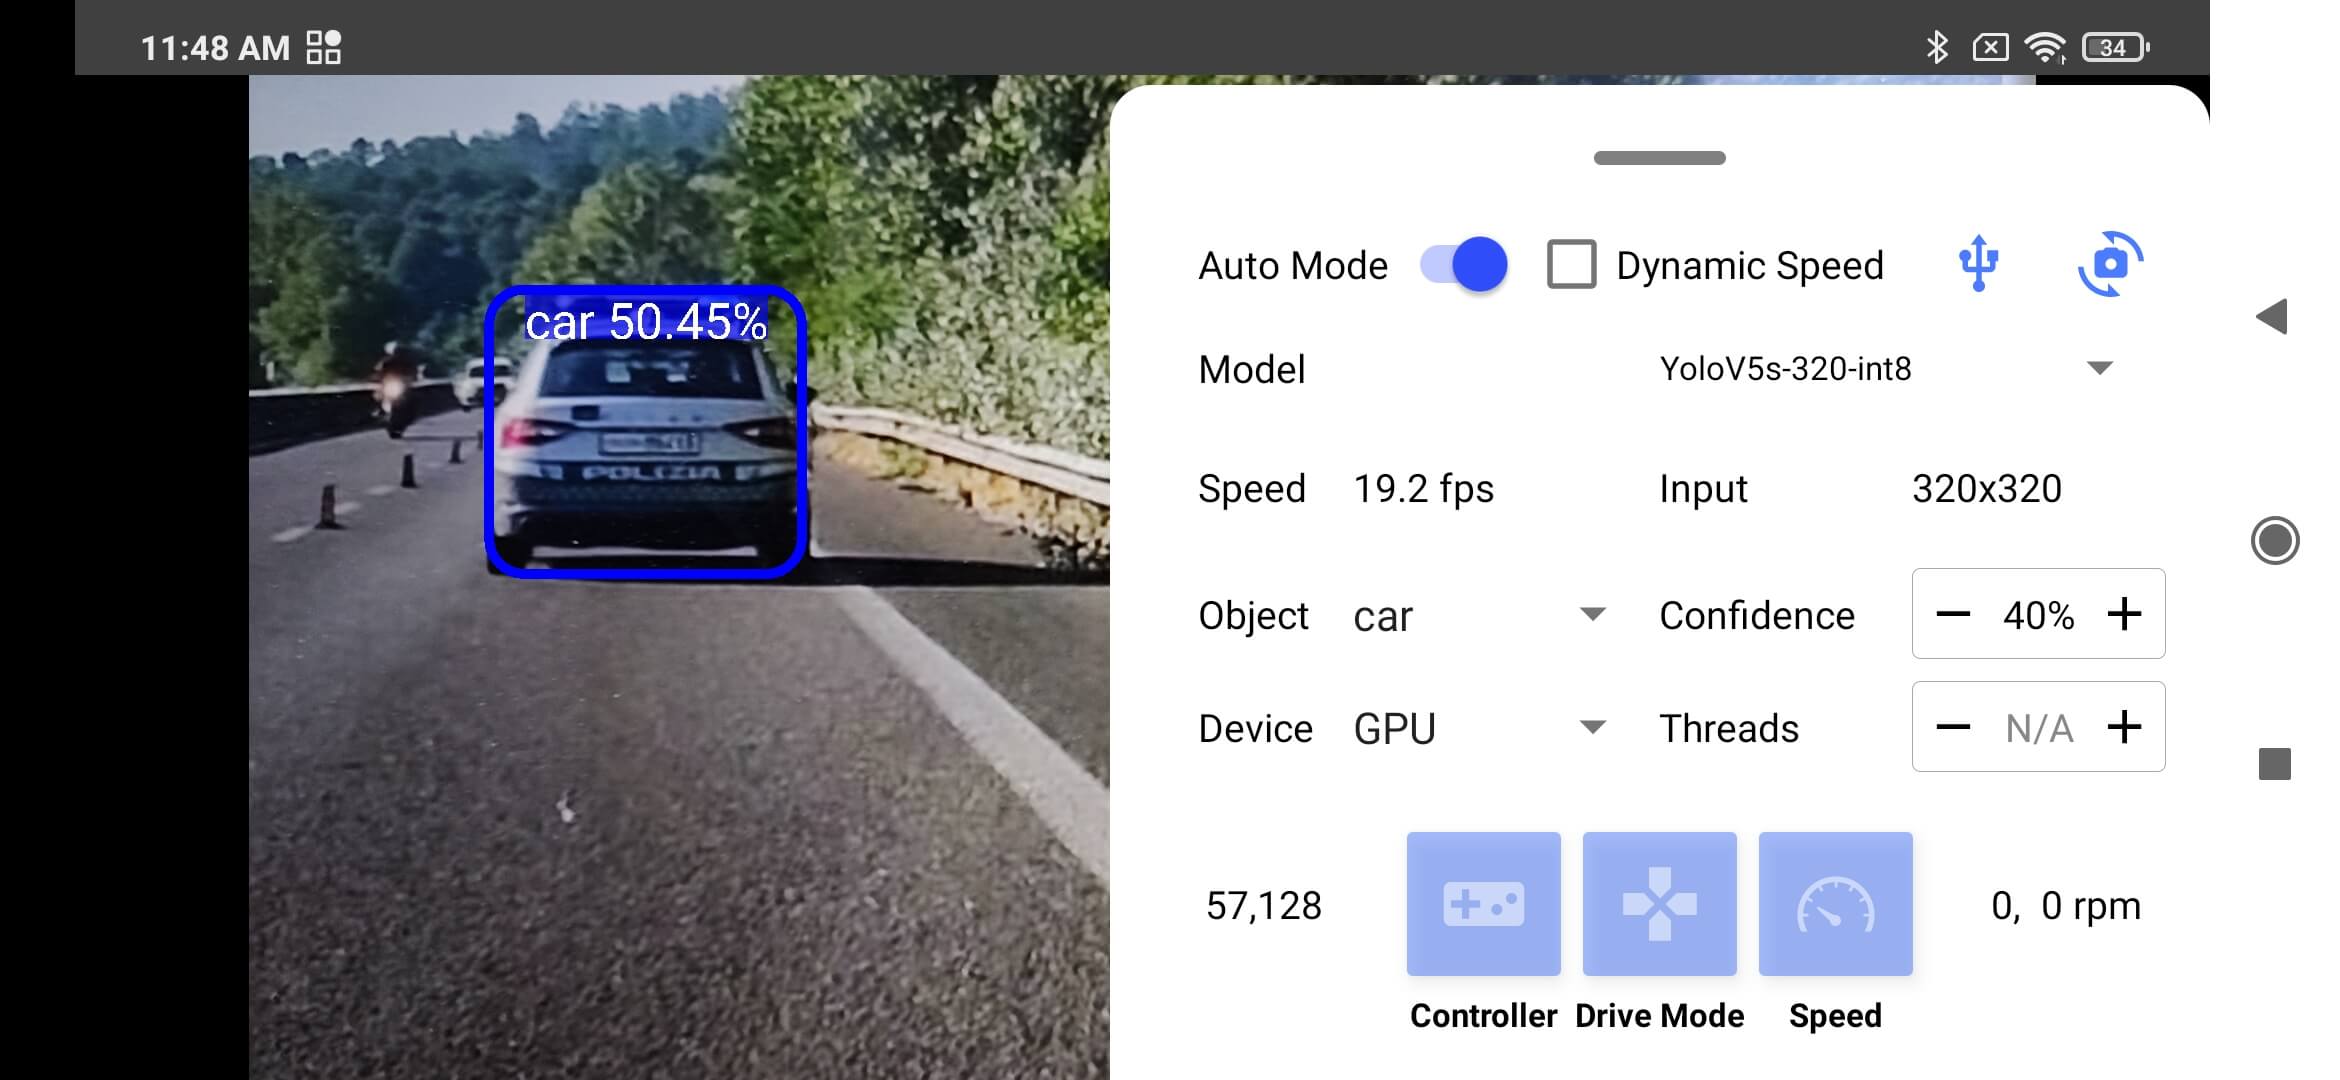 11:48 AM
34
car 50.45%
POLIZIA
Auto Mode
Dynamic Speed
Model
YoloV5s-320-int8
Speed 19.2 fps
Input 320x320
Object car
Confidence
40%
Device GPU
Threads
N/A
57,128
Controller
Drive Mode
Speed
0, 0 rpm